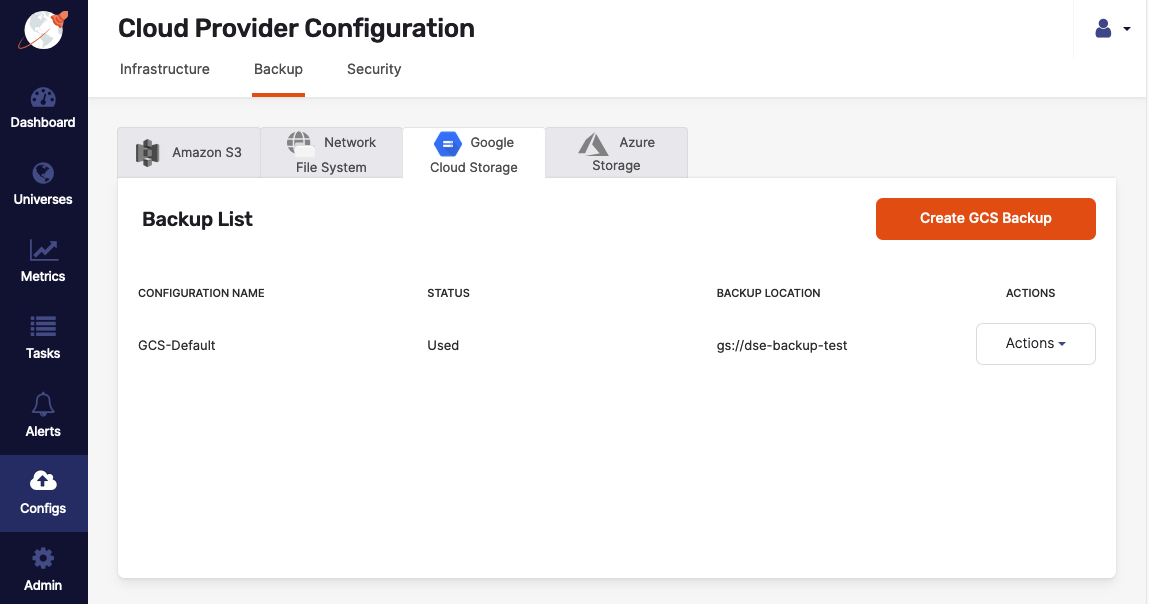 Cloud Provider Configuration
Infrastructure
Backup
Security
Dashboard
Universes
Metrics
Tasks
Alerts
Configs
Admin
Amazon S3
Network
File System
Google
Cloud Storage
Azure
Storage
Backup List
Create GCS Backup
CONFIGURATION NAME
STATUS
BACKUP LOCATION
ACTIONS
GCS-Default
Used
gs://dse-backup-test
Actions